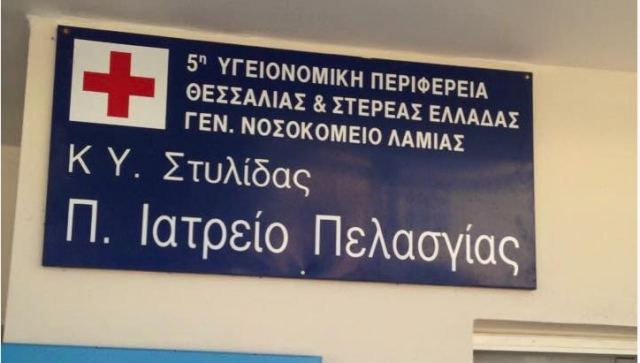 5η ΥΓΕΙΟΝΟΜΙΚΗ ΠΕΡΙΦΕΡΕΙΑ
ΘΕΣΣΑΛΙΑΣ & ΣΤΕΡΕΑΣ ΕΛΛΑΔΑΣ
ΓΕΝ. ΝΟΣΟΚΟΜΕΙΟ ΛΑΜΙΑΣ
Κ Υ. Στυλίδας
Π. Ιατρείο Πελασγίας